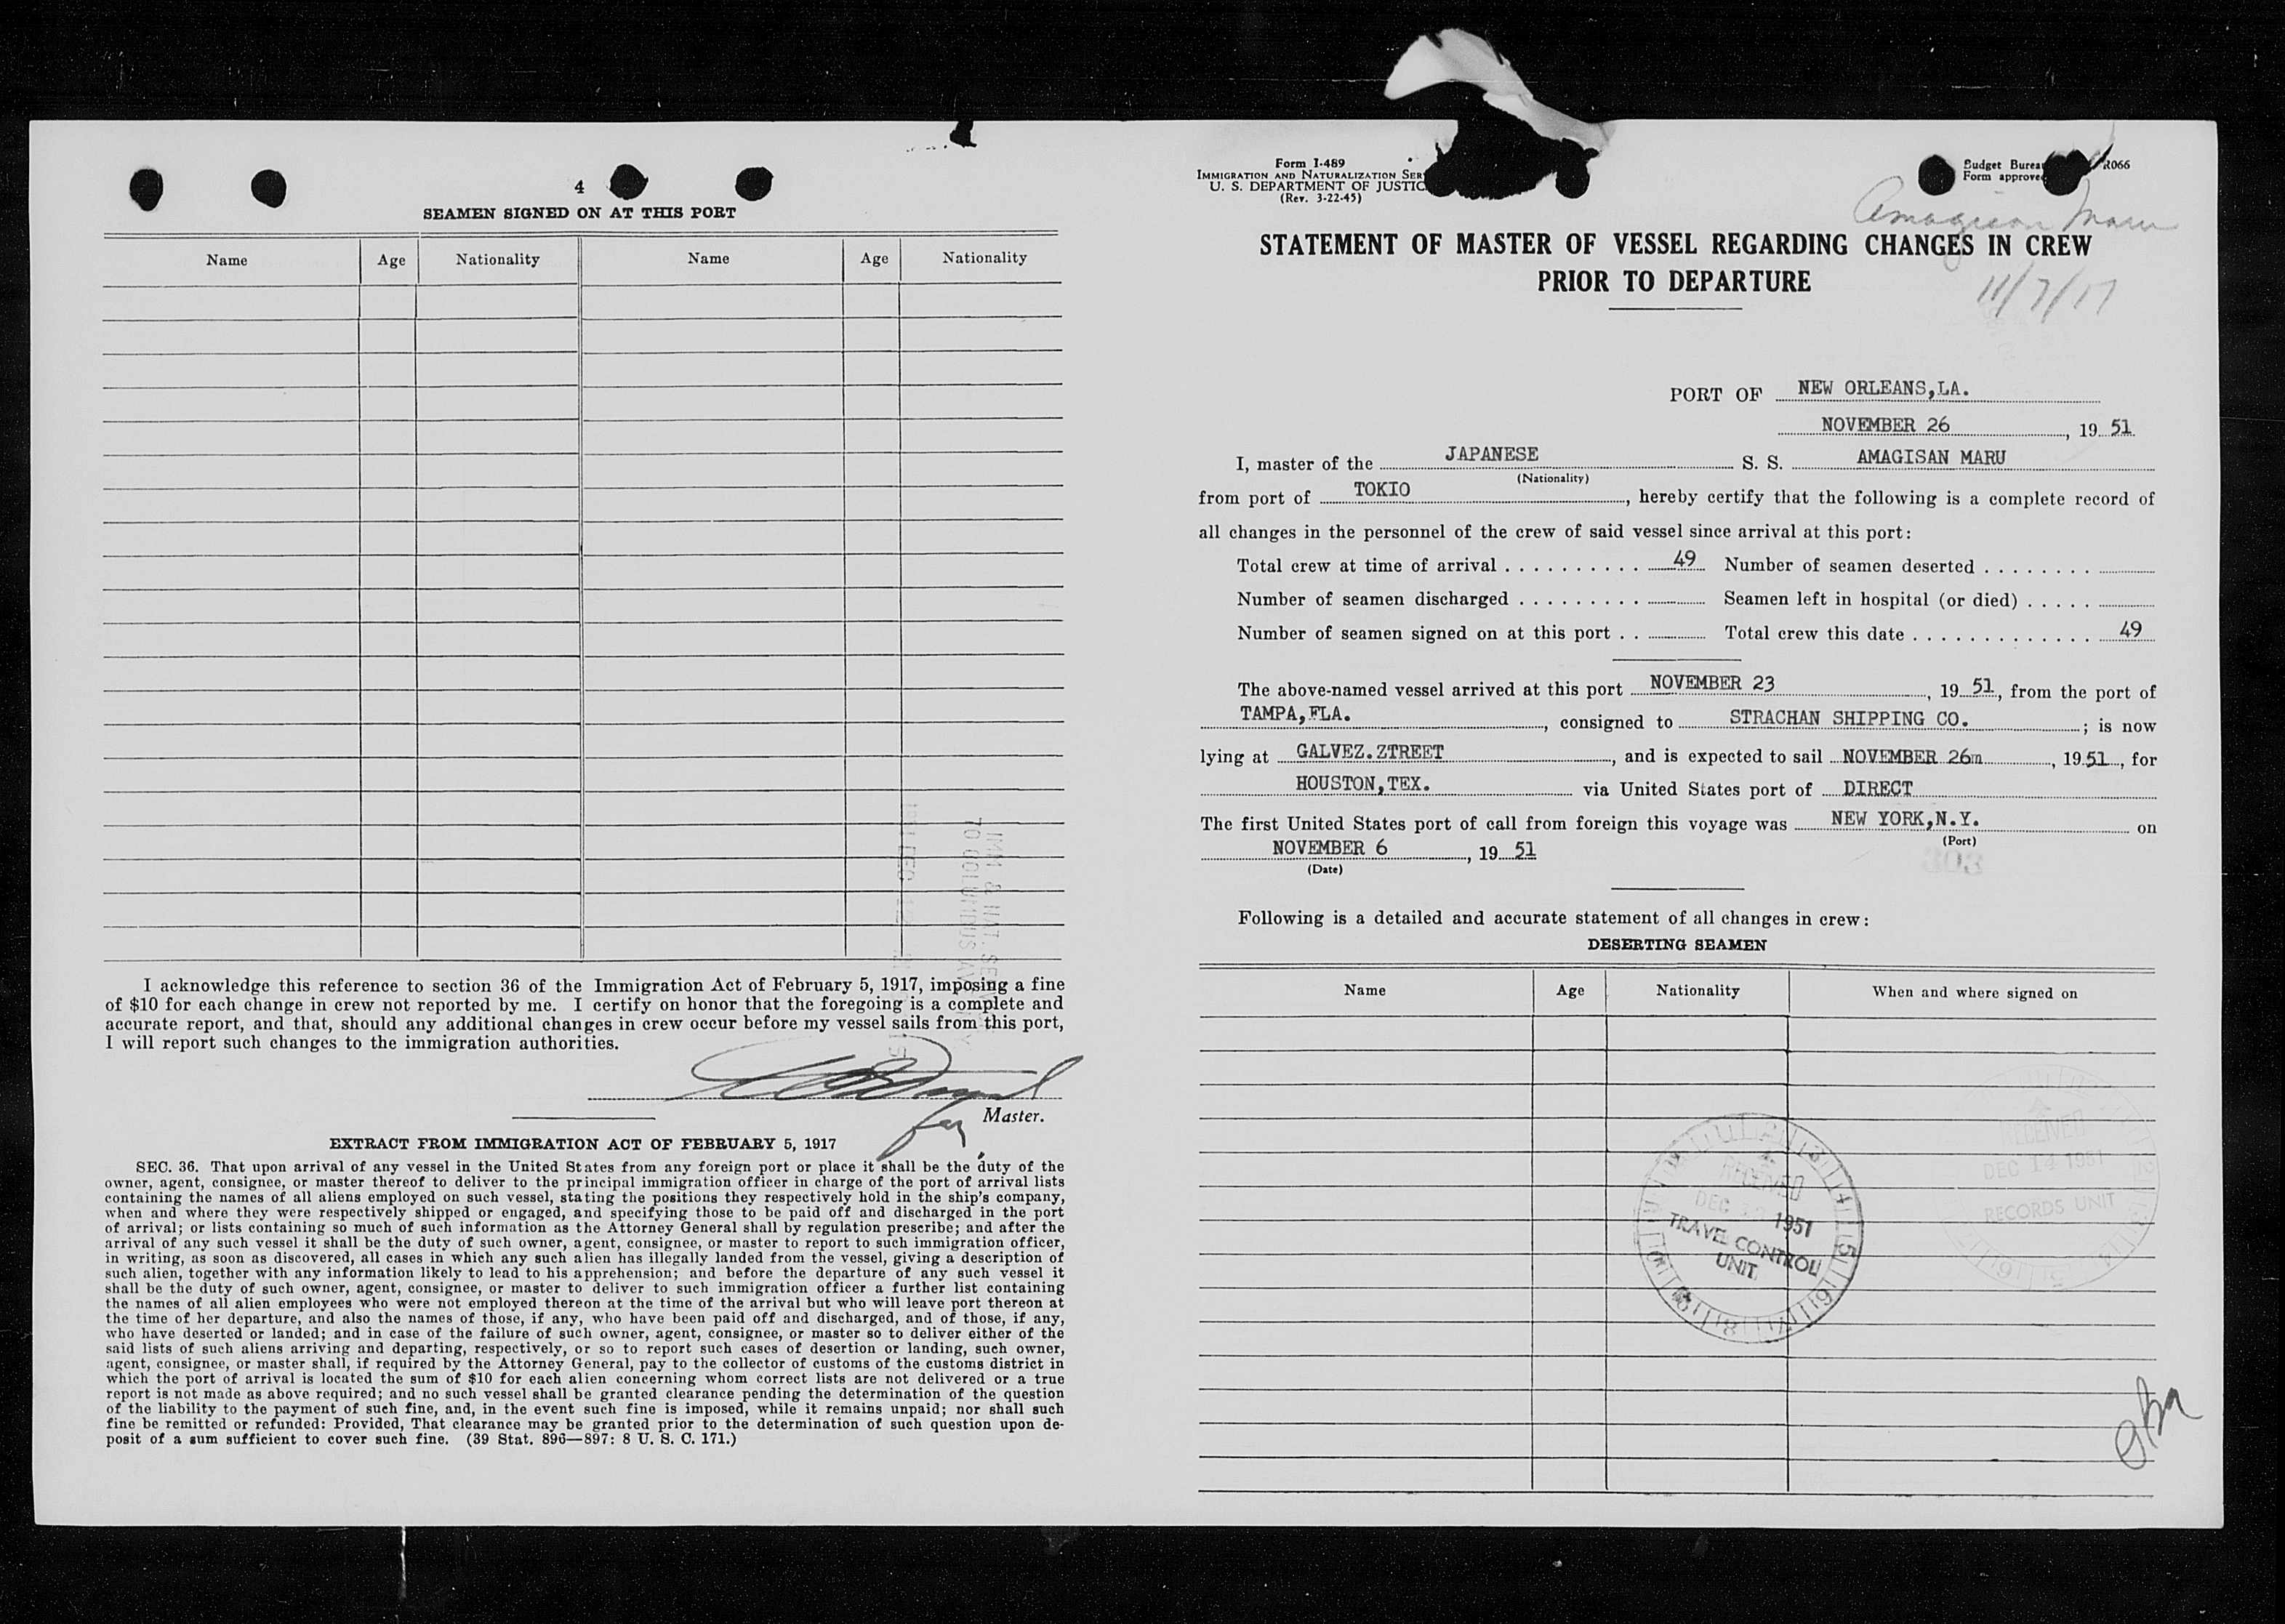 4
SEAMEN SIGNED ON AT THIS PORT
Name Age Nationality Name Age Nationality
I acknowledge this reference to section 36 of the Immigration Act of February 5, 1917, imposing a fine
of $10 for each change in crew not reported by me. I certify on honor that the foregoing is a complete and
accurate report, and that, should any additional changes in crew occur before my vessel sails from this port,
I will report such changes to the immigration authorities.
Master.
EXTRACT FROM IMMIGRATION ACT OF FEBRUARY 5, 1917
SEC. 36. That upon arrival of any vessel in the United States from any foreign port or place it shall be the duty of the
owner, agent, consignee, or master thereof to deliver to the principal immigration officer in charge of the port of arrival lists
containing the names of all aliens employed on such vessel, stating the positions they respectively hold in the ship's company,
when and where they were respectively shipped or engaged, and specifying those to be paid off and discharged in the port
of arrival; or lists containing so much of such information as the Attorney General shall by regulation prescribe; and after the
arrival of any such vessel it shall be the duty of such owner, agent, consignee, or master to report to such immigration officer,
in writing, as soon as discovered, all cases in which any such alien has illegally landed from the vessel, giving a description of
such alien, together with any information likely to lead to his apprehension; and before the departure of any such vessel it
shall be the duty of such owner, agent, consignee, or master to deliver to such immigration officer a further list containing
the names of all alien employees who were not employed thereon at the time of the arrival but who will leave port thereon at
the time of her departure, and also the names of those, if any, who have been paid off and discharged, and of those, if any,
who have deserted or landed; and in case of the failure of such owner, agent, consignee, or master so to deliver either of the
said lists of such aliens arriving and departing, respectively, or so to report such cases of desertion or landing, such owner,
agent, consignee, or master shall, if required by the Attorney General, pay to the collector of customs of the customs district in
which the port of arrival is located the sum of $10 for each alien concerning whom correct lists are not delivered or a true
report is not made as above required; and no such vessel shall be granted clearance pending the determination of the question
of the liability to the payment of such fine, and, in the event such fine is imposed, while it remains unpaid; nor shall such
fine be remitted or refunded: Provided, That clearance may be granted prior to the determination of such question upon de-
posit of a sum sufficient to cover such fine. (39 Stat. 896—897: 8 U. S. C. 171.)
Form I-489
IMMIGRATION AND NATURALIZATION SER
U. S. DEPARTMENT OF JUSTIC
(Rev. 3-22-45)
Budget Burea R066
Form approve
Amagisan Maru
STATEMENT OF MASTER OF VESSEL REGARDING CHANGES IN CREW
PRIOR TO DEPARTURE
PORT OF NEW ORLEANS,LA.
NOVEMBER 26, 19 51
I, master of the JAPANESE S. S. AMAGISAN MARU
(Nationality)
from port of TOKIO, hereby certify that the following is a complete record of
all changes in the personnel of the crew of said vessel since arrival at this port:
Total crew at time of arrival 49 Number of seamen deserted
Number of seamen discharged Seamen left in hospital (or died)
Number of seamen signed on at this port Total crew this date 49
The above-named vessel arrived at this port NOVEMBER 23, 19 51, from the port of
TAMPA,FLA., consigned to STRACHAN SHIPPING CO.; is now
lying at GALVEZ.ZTREET, and is expected to sail NOVEMBER 26m, 19 51, for
HOUSTON,TEX. via United States port of DIRECT
The first United States port of call from foreign this voyage was NEW YORK,N.Y. on
(Port)
NOVEMBER 6, 19 51
(Date)
Following is a detailed and accurate statement of all changes in crew:
DESERTING SEAMEN
Name Age Nationality When and where signed on
RECEIVED
DEC 1951
TRAVEL CONTROL
UNIT
RECEIVED
DEC 14 1951
RECORDS UNIT